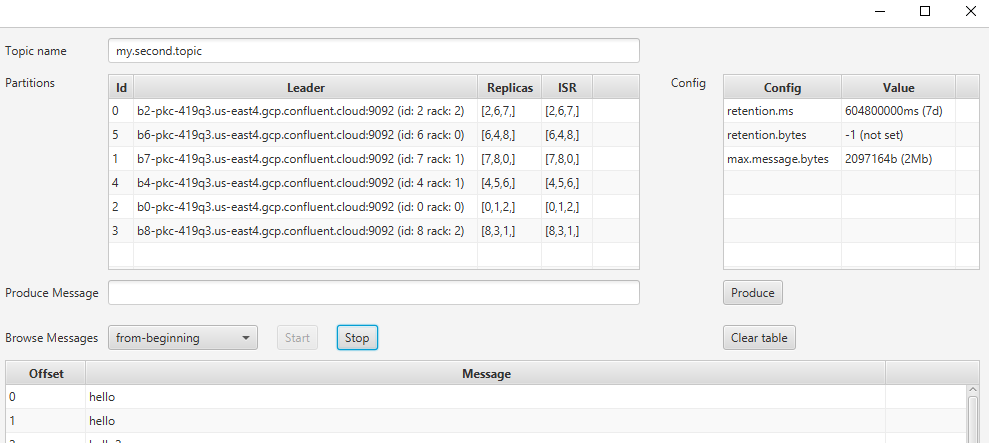 Topic name my.second.topic
Partitions Config
Id Leader Replicas ISR Config Value
0 b2-pkc-419q3.us-east4.gcp.confluent.cloud:9092 (id: 2 rack: 2) [2,6,7,] [2,6,7,] retention.ms 604800000ms (7d)
5 b6-pkc-419q3.us-east4.gcp.confluent.cloud:9092 (id: 6 rack: 0) [6,4,8,] [6,4,8,] retention.bytes -1 (not set)
1 b7-pkc-419q3.us-east4.gcp.confluent.cloud:9092 (id: 7 rack: 1) [7,8,0,] [7,8,0,] max.message.bytes 2097164b (2Mb)
4 b4-pkc-419q3.us-east4.gcp.confluent.cloud:9092 (id: 4 rack: 1) [4,5,6,] [4,5,6,]
2 b0-pkc-419q3.us-east4.gcp.confluent.cloud:9092 (id: 0 rack: 0) [0,1,2,] [0,1,2,]
3 b8-pkc-419q3.us-east4.gcp.confluent.cloud:9092 (id: 8 rack: 2) [8,3,1,] [8,3,1,]
Produce Message Produce
Browse Messages from-beginning Start Stop Clear table
Offset Message
0 hello
1 hello